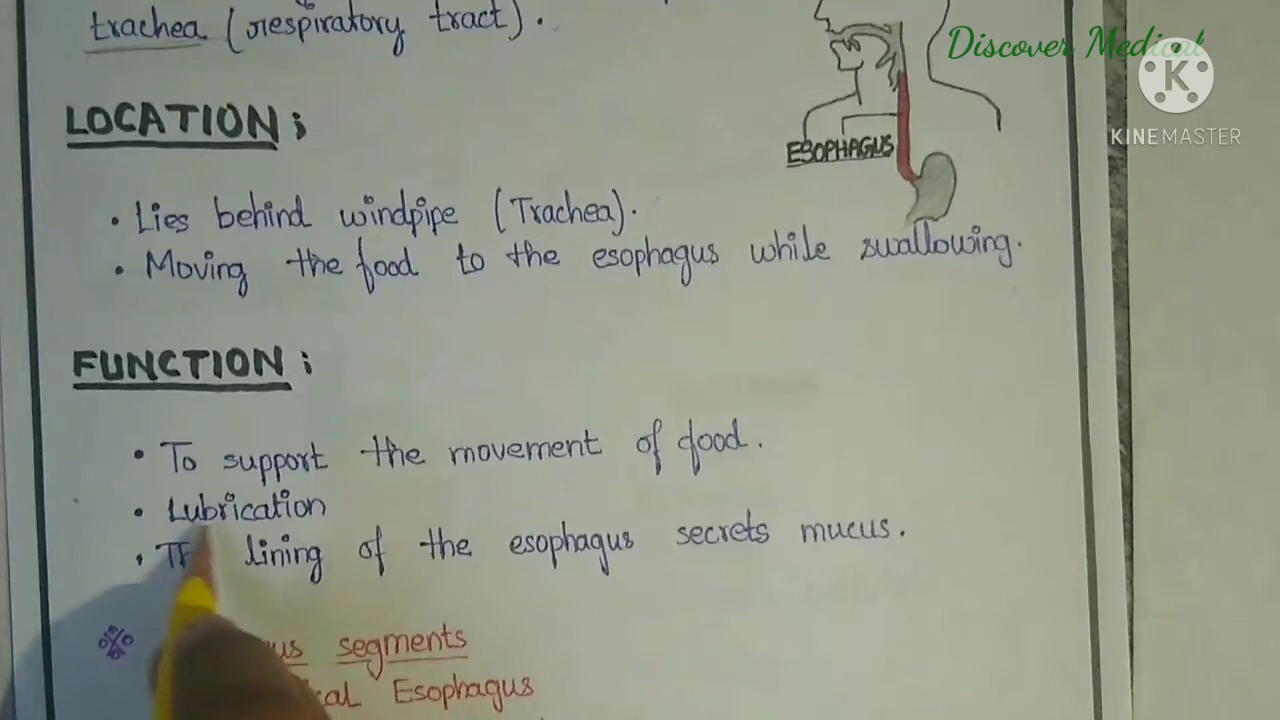 trachea (respiratory tract).
Discover Medical
K
KINEMASTER
ESOPHAGUS
LOCATION:
• Lies behind windpipe (Trachea).
• Moving the food to the esophagus while swallowing.
FUNCTION:
• To support the movement of food.
• Lubrication
• lining of the esophagus secrets mucus.
segments
Esophagus